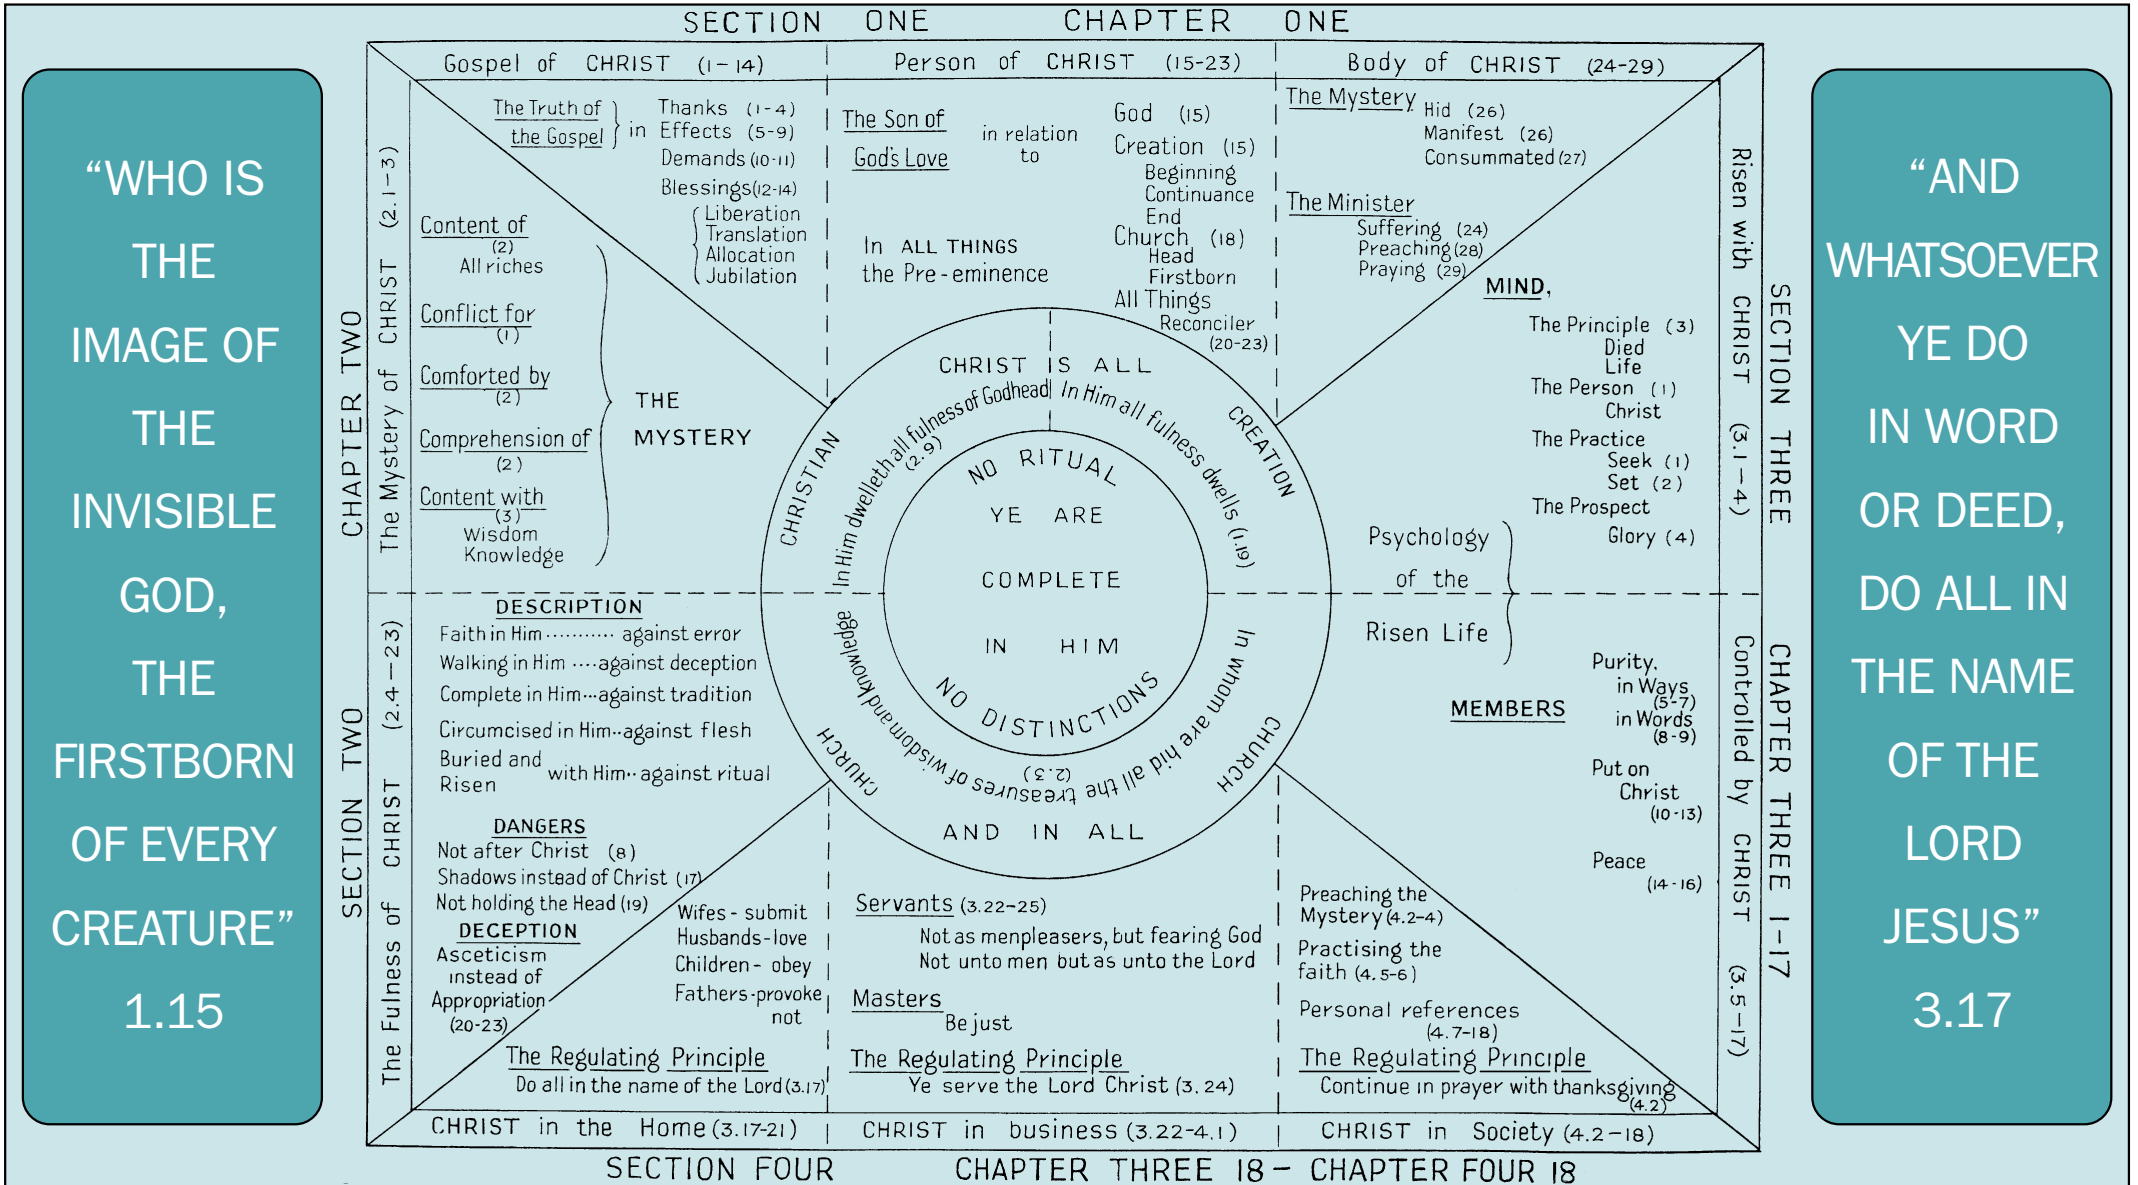 SECTION ONE CHAPTER ONE
“WHO IS
THE
IMAGE OF
THE
INVISIBLE
GOD,
THE
FIRSTBORN
OF EVERY
CREATURE”
1.15
Gospel of CHRIST (1-14)
Person of CHRIST (15-23)
Body of CHRIST (24-29)
The Truth of
the Gospel
in
Thanks (1-4)
Effects (5-9)
Demands (10-11)
Blessings (12-14)
Liberation
Translation
Allocation
Jubilation
The Son of
God's Love
in relation
to
In ALL THINGS
the Pre-eminence
God (15)
Creation (15)
Beginning
Continuance
End
Church (18)
Head
Firstborn
All Things
Reconciler
(20-23)
The Mystery
Hid (26)
Manifest (26)
Consummated (27)
The Minister
Suffering (24)
Preaching (28)
Praying (29)
CHAPTER TWO
SECTION TWO
The Mystery of CHRIST (2.1-3)
Content of
(2)
All riches
Conflict for
(1)
Comforted by
(2)
Comprehension of
(2)
Content with
(3)
Wisdom
Knowledge
THE
MYSTERY
The Fulness of CHRIST (2.4-23)
DESCRIPTION
Faith in Him ........... against error
Walking in Him ....against deception
Complete in Him...against tradition
Circumcised in Him..against flesh
Buried and
Risen
with Him.. against ritual
DANGERS
Not after Christ (8)
Shadows instead of Christ (17)
Not holding the Head (19)
DECEPTION
Asceticism
instead of
Appropriation
(20-23)
CHRIST IS ALL
CHRISTIAN
CREATION
In Him dwelleth all fulness of Godhead
(2.9)
In Him all fulness dwells (1.19)
NO RITUAL
YE ARE
COMPLETE
IN HIM
NO DISTINCTIONS
In whom are hid all the treasures of wisdom and knowledge
(2.3)
CHURCH
CHURCH
AND IN ALL
SECTION THREE
CHAPTER THREE 1-17
Risen with CHRIST (3.1-4)
MIND,
The Principle (3)
Died
Life
The Person (1)
Christ
The Practice
Seek (1)
Set (2)
The Prospect
Glory (4)
Psychology
of the
Risen Life
Controlled by CHRIST (3.5-17)
MEMBERS
Purity,
in Ways
(5-7)
in Words
(8-9)
Put on
Christ
(10-13)
Peace
(14-16)
Wifes - submit
Husbands-love
Children - obey
Fathers-provoke
not
The Regulating Principle
Do all in the name of the Lord (3.17)
Servants (3.22-25)
Not as menpleasers, but fearing God
Not unto men but as unto the Lord
Masters
Be just
The Regulating Principle
Ye serve the Lord Christ (3.24)
Preaching the
Mystery (4.2-4)
Practising the
faith (4.5-6)
Personal references
(4.7-18)
The Regulating Principle
Continue in prayer with thanksgiving
(4.2)
CHRIST in the Home (3.17-21)
CHRIST in business (3.22-4.1)
CHRIST in Society (4.2-18)
SECTION FOUR CHAPTER THREE 18 - CHAPTER FOUR 18
“AND
WHATSOEVER
YE DO
IN WORD
OR DEED,
DO ALL IN
THE NAME
OF THE
LORD
JESUS”
3.17